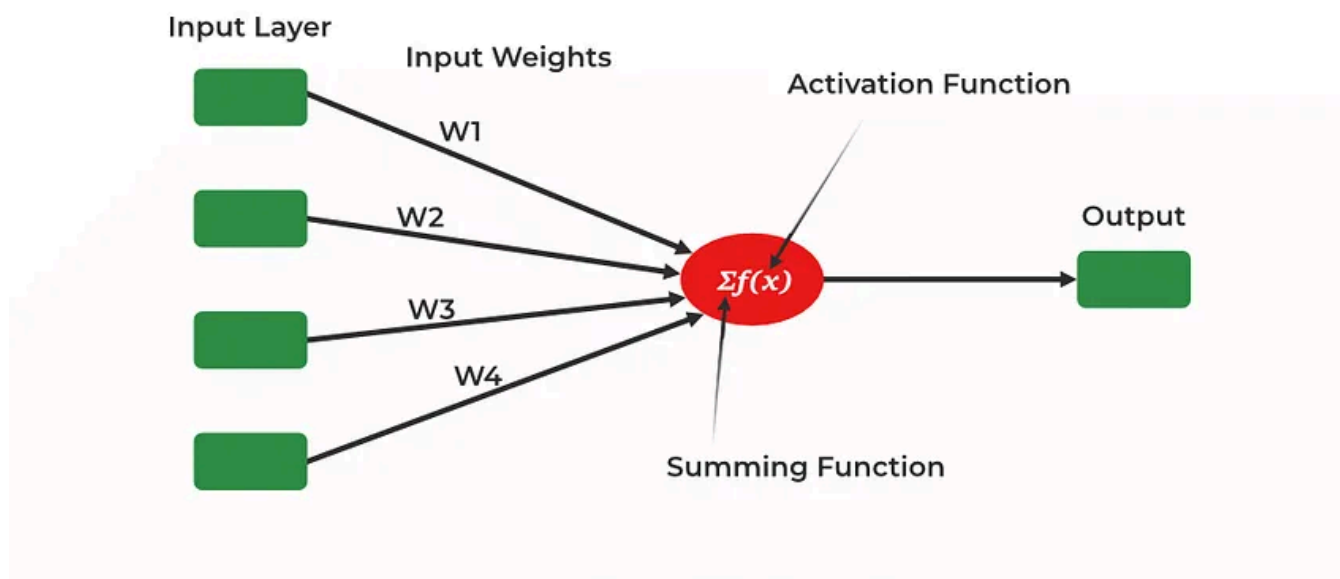 Input Layer
Input Weights
Activation Function
W1
W2
Output
Σf(x)
W3
W4
Summing Function